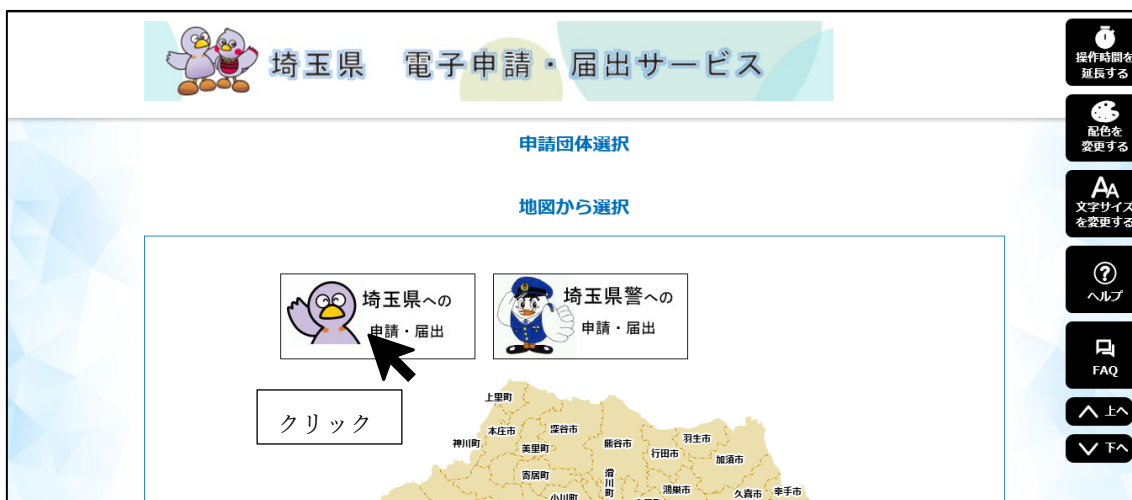 埼玉県 電子申請・届出サービス
申請団体選択
地図から選択
埼玉県への
申請・届出
埼玉県警への
申請・届出
クリック
上里町
本庄市
深谷市
神川町
美里町
熊谷市
羽生市
行田市
加須市
寄居町
滑川町
鴻巣市
久喜市
幸手市
小川町
操作時間を
延長する
配色を
変更する
AA
文字サイズ
を変更する
?
ヘルプ
FAQ
上へ
下へ